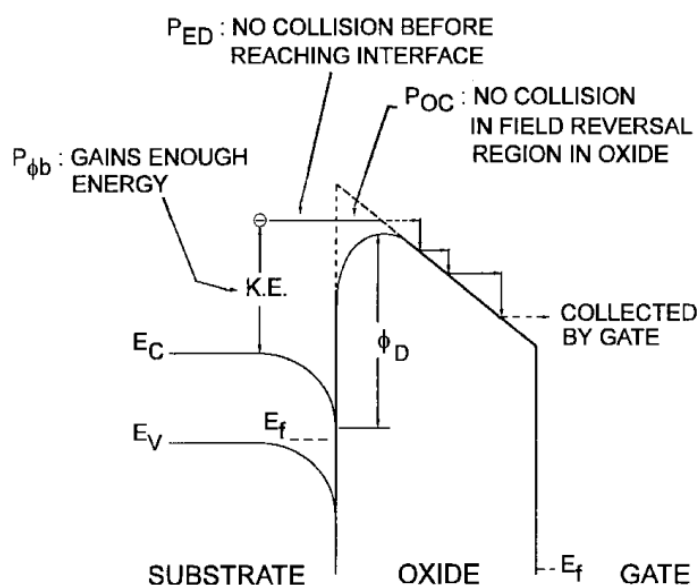 P_ED : NO COLLISION BEFORE
REACHING INTERFACE
P_OC : NO COLLISION
IN FIELD REVERSAL
REGION IN OXIDE
P_ϕb : GAINS ENOUGH
ENERGY
⊖
K.E.
COLLECTED
BY GATE
E_C
ϕ_D
E_f
E_V
E_f
SUBSTRATE OXIDE GATE